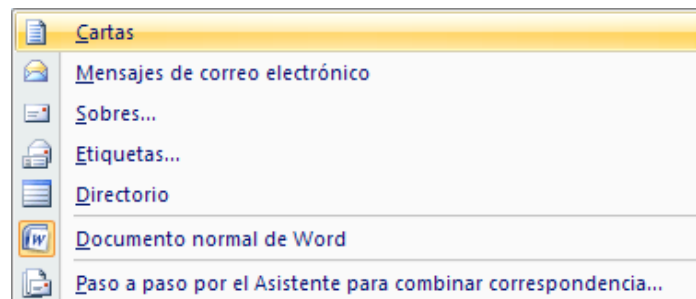 Cartas
Mensajes de correo electrónico
Sobres...
Etiquetas...
Directorio
Documento normal de Word
Paso a paso por el Asistente para combinar correspondencia...